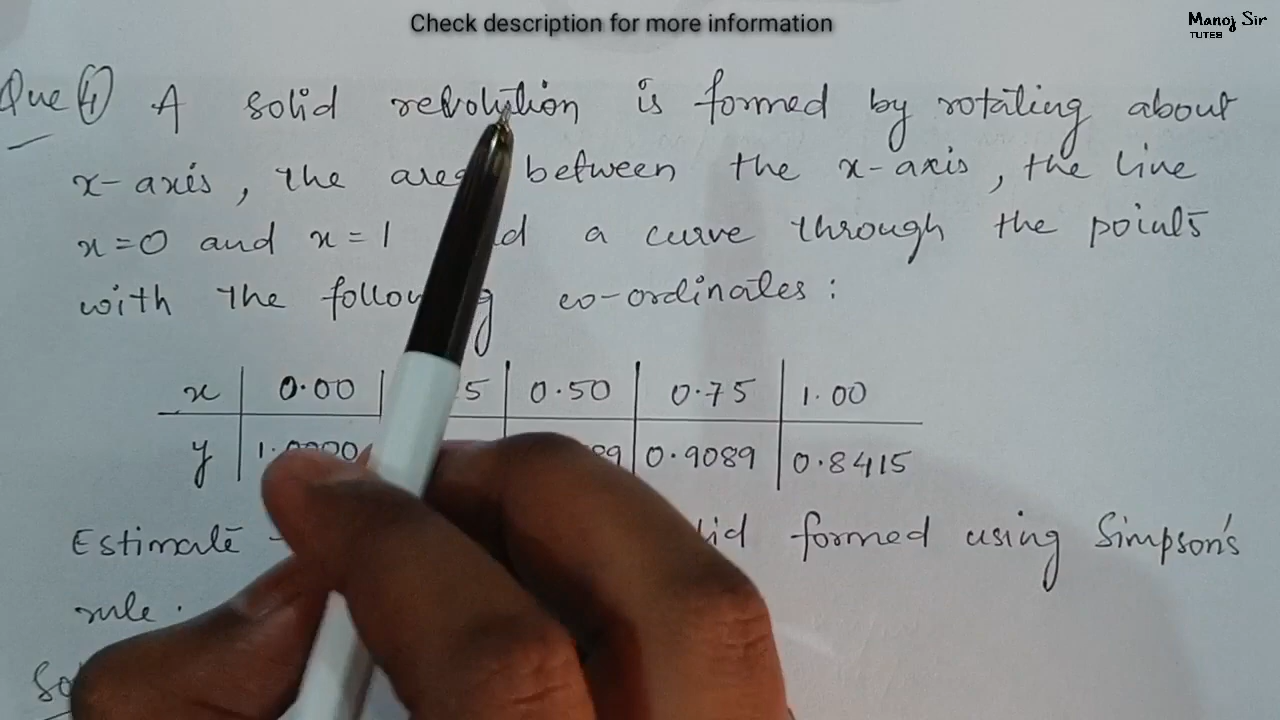 Check description for more information
Manoj Sir
TUTES
Que ④ A solid revolution is formed by rotating about
x-axis, the area between the x-axis, the line
x=0 and x=1 a curve through the points
with the following co-ordinates:
x | 0.00 | 0.50 | 0.75 | 1.00
y | 0.9089 | 0.8415
Estimate formed using Simpson's
rule.